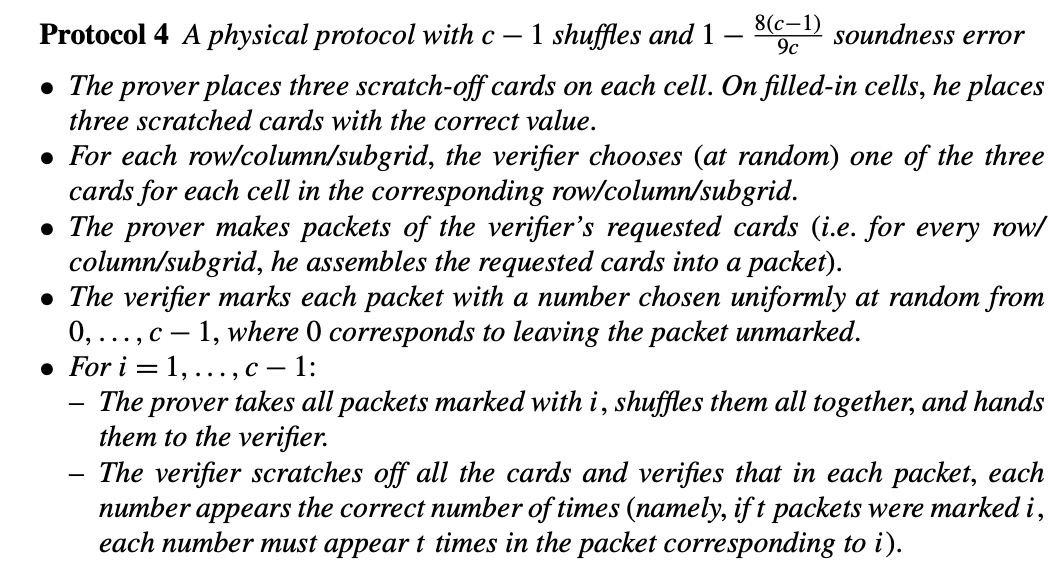 Protocol 4 A physical protocol with c − 1 shuffles and 1 − 8(c−1)/9c soundness error
• The prover places three scratch-off cards on each cell. On filled-in cells, he places
three scratched cards with the correct value.
• For each row/column/subgrid, the verifier chooses (at random) one of the three
cards for each cell in the corresponding row/column/subgrid.
• The prover makes packets of the verifier’s requested cards (i.e. for every row/
column/subgrid, he assembles the requested cards into a packet).
• The verifier marks each packet with a number chosen uniformly at random from
0, . . . , c − 1, where 0 corresponds to leaving the packet unmarked.
• For i = 1, . . . , c − 1:
– The prover takes all packets marked with i, shuffles them all together, and hands
them to the verifier.
– The verifier scratches off all the cards and verifies that in each packet, each
number appears the correct number of times (namely, if t packets were marked i,
each number must appear t times in the packet corresponding to i).